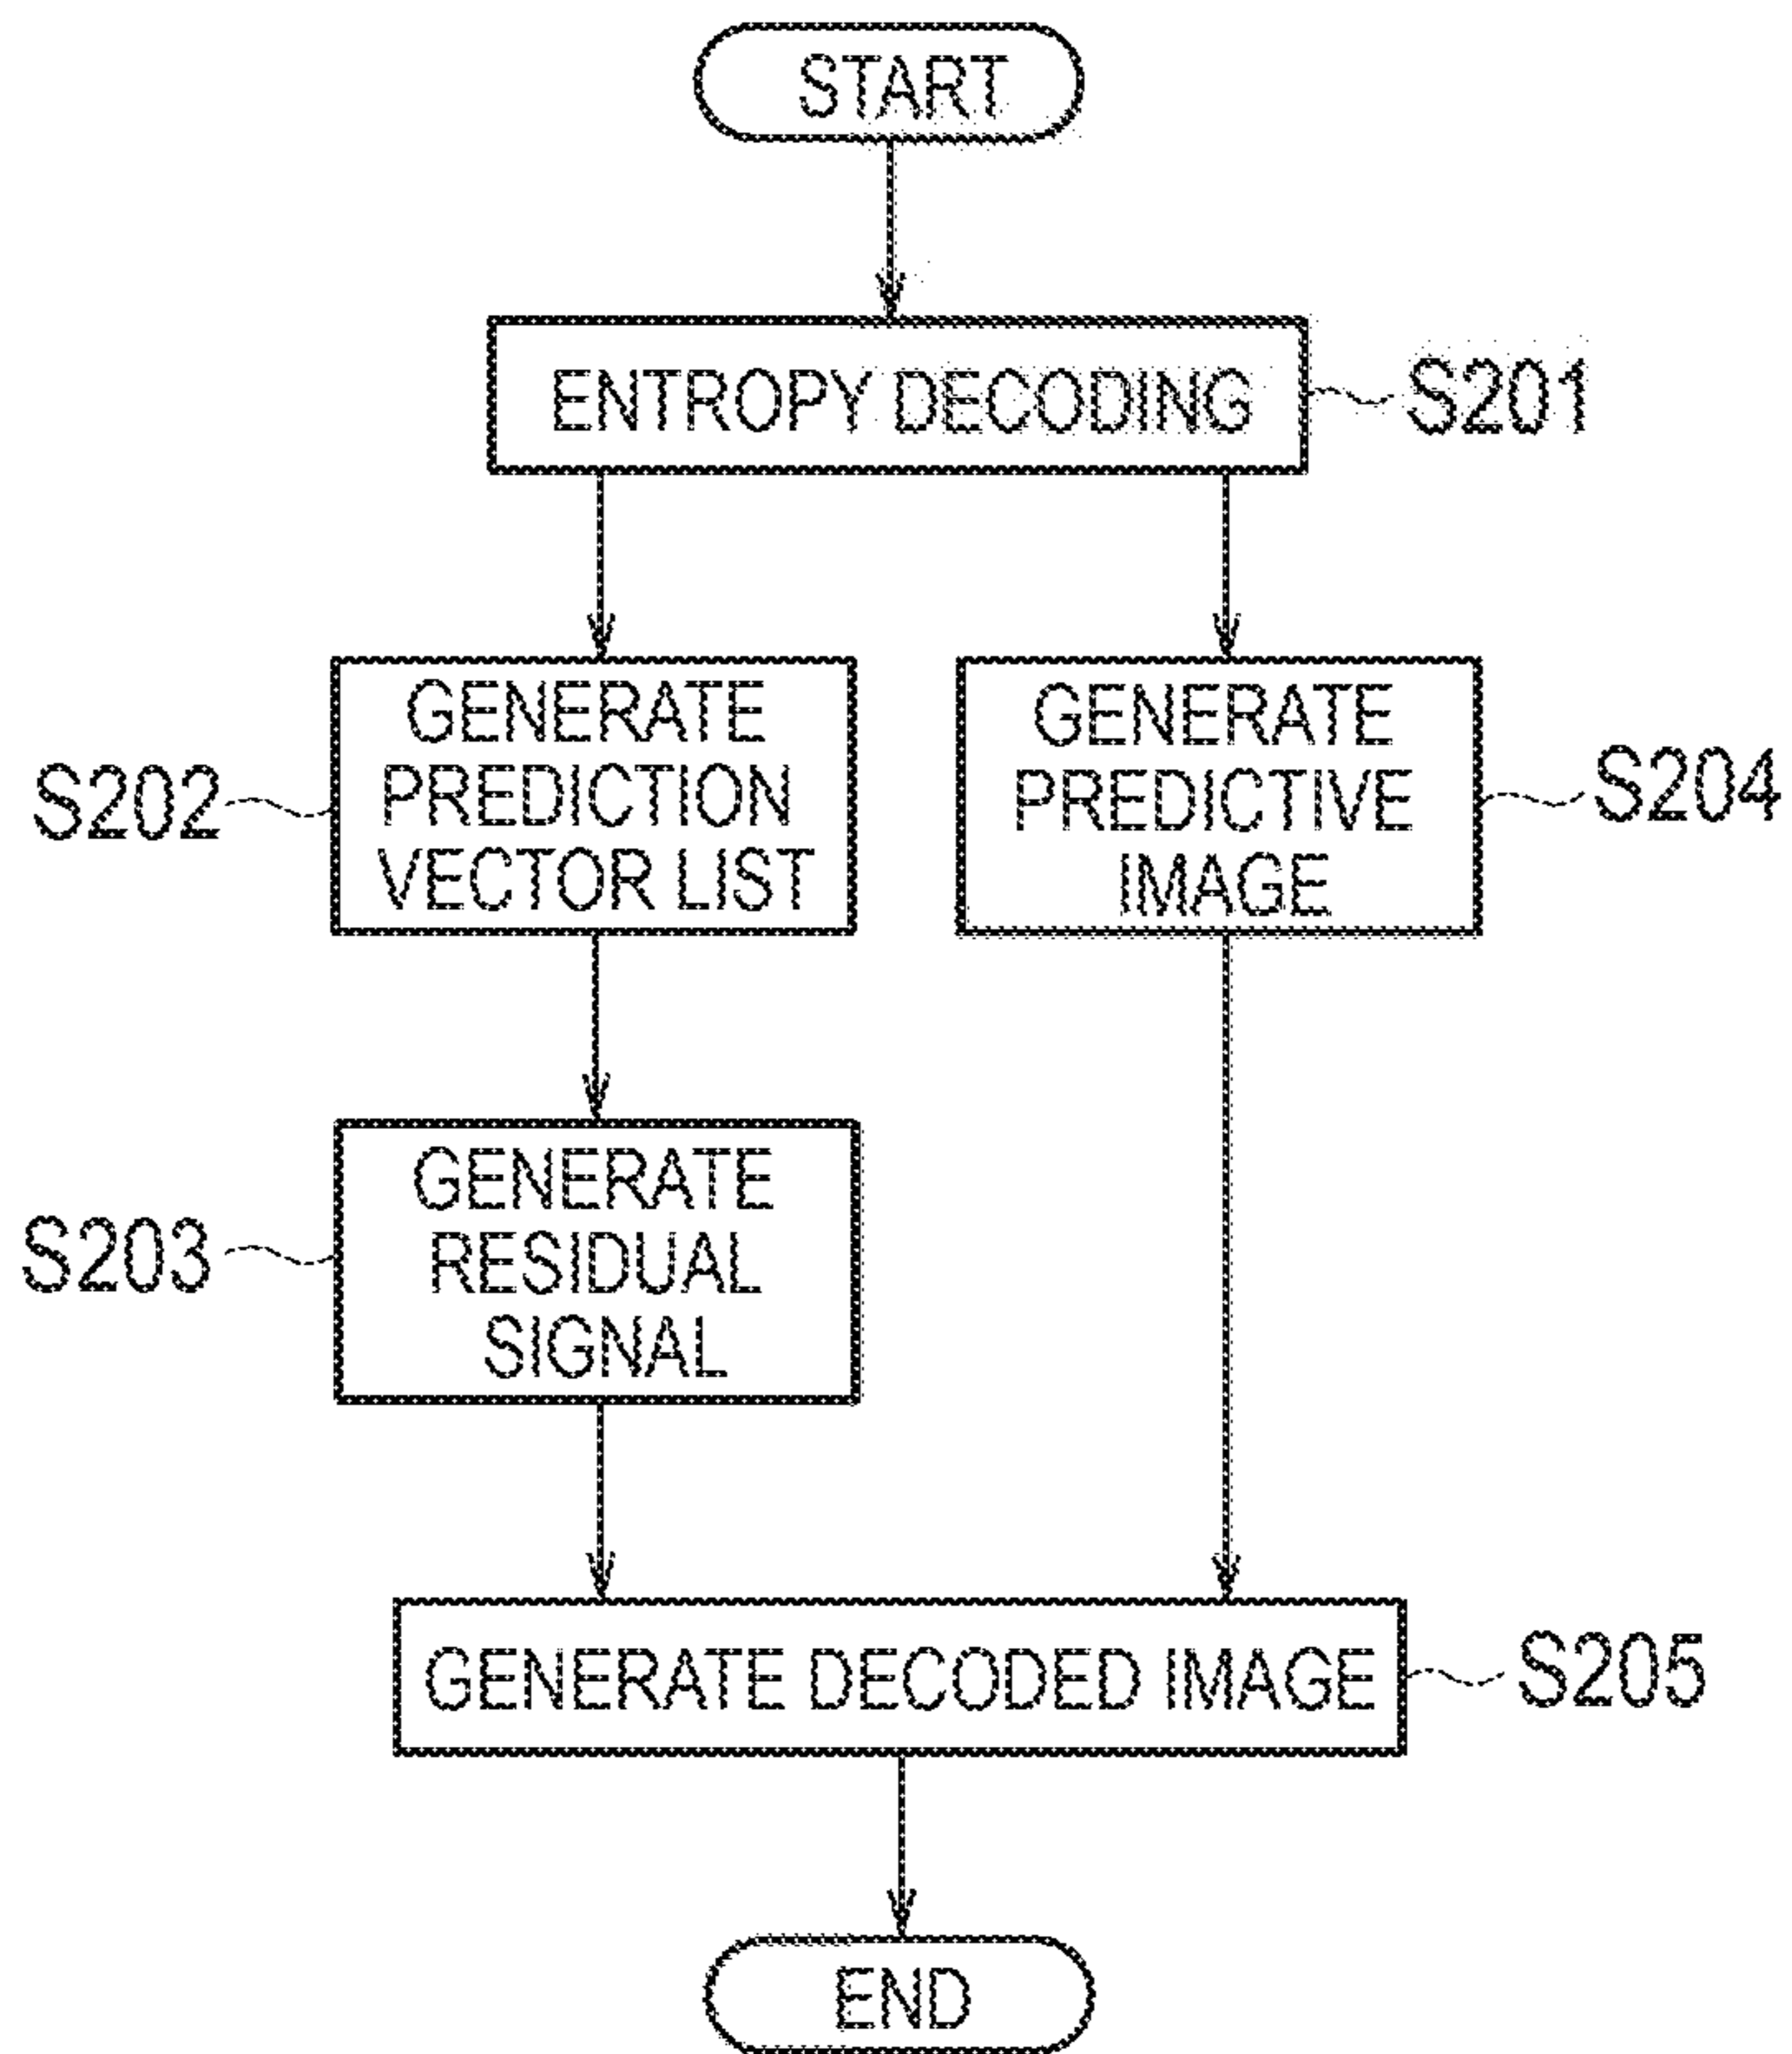 START
ENTROPY DECODING
S201
GENERATE
PREDICTION
VECTOR LIST
S202
GENERATE
PREDICTIVE
IMAGE
S204
GENERATE
RESIDUAL
SIGNAL
S203
GENERATE DECODED IMAGE
S205
END